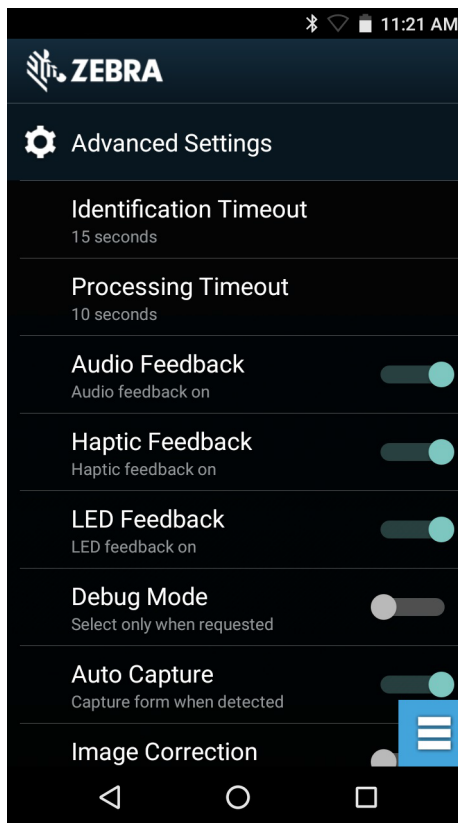 11:21 AM
ZEBRA
Advanced Settings
Identification Timeout
15 seconds
Processing Timeout
10 seconds
Audio Feedback
Audio feedback on
Haptic Feedback
Haptic feedback on
LED Feedback
LED feedback on
Debug Mode
Select only when requested
Auto Capture
Capture form when detected
Image Correction